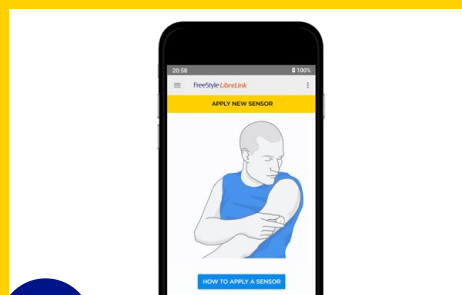 20:58 100%
FreeStyle LibreLink
APPLY NEW SENSOR
HOW TO APPLY A SENSOR